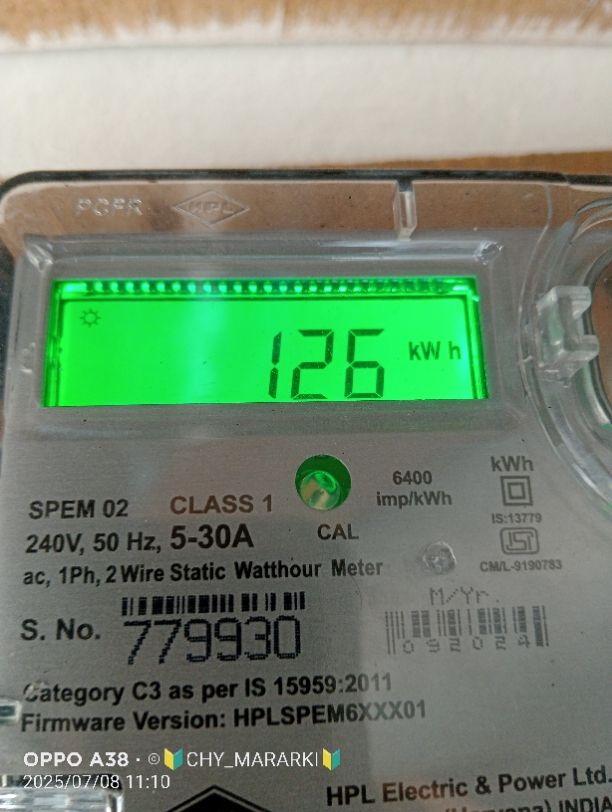 HPL
126 kWh
6400
imp/kWh
kWh
SPEM 02 CLASS 1
IS:13779
240V, 50 Hz, 5-30A
CAL
ISI
CM/L-9190783
ac, 1Ph, 2 Wire Static Watthour Meter
M/Yr.
S. No. 779930
Category C3 as per IS 15959:2011
Firmware Version: HPLSPEM6XXX01
OPPO A38 · ©🔰CHY_MARARKI🔰
2025/07/08 11:10
HPL Electric & Power Ltd.